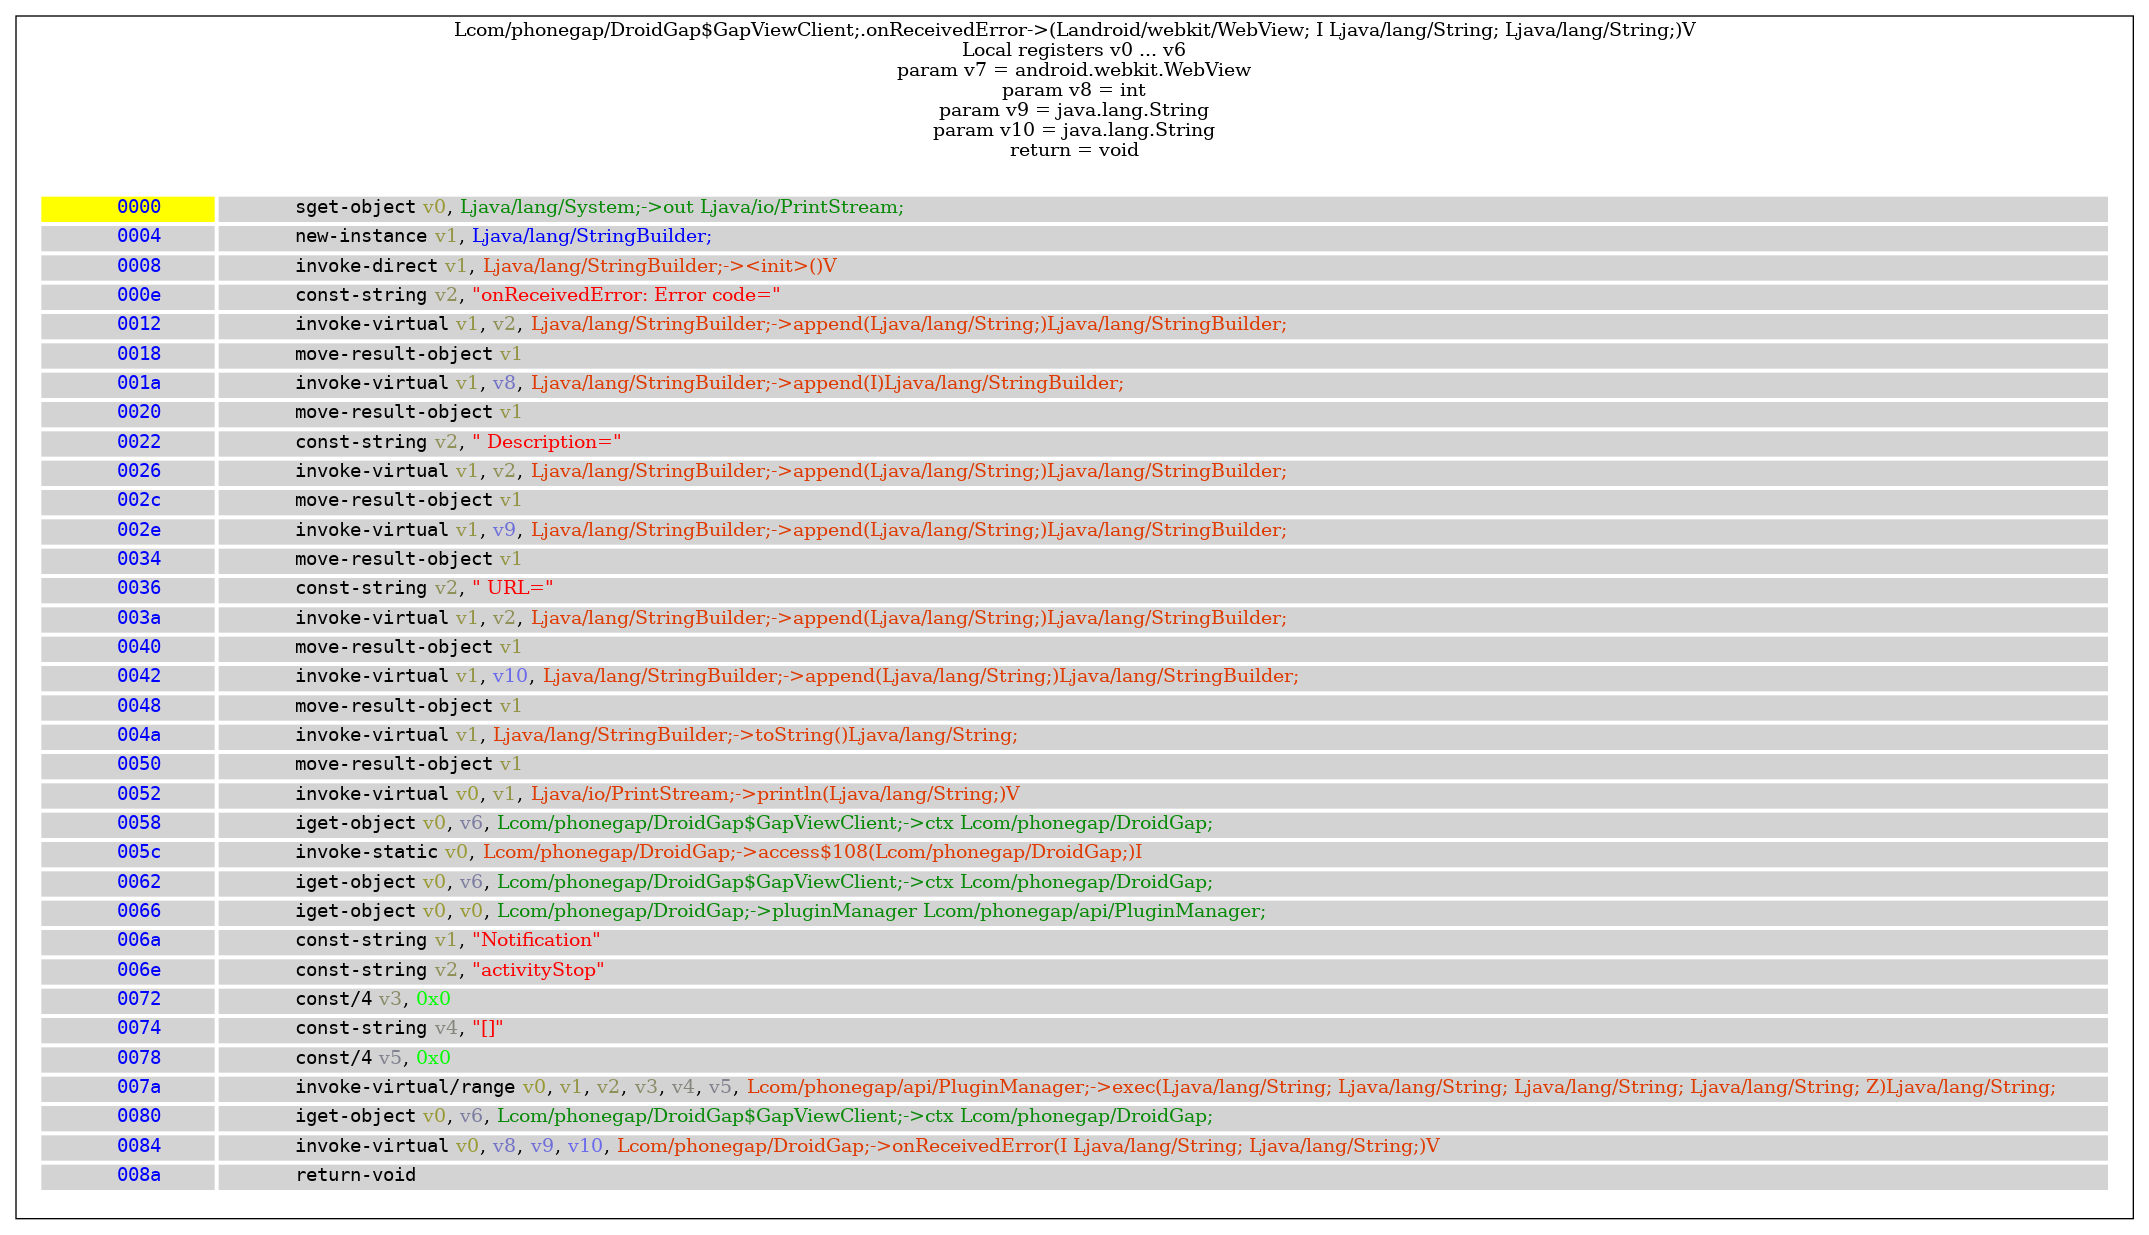 Lcom/phonegap/DroidGap$GapViewClient;.onReceivedError->(Landroid/webkit/WebView; I Ljava/lang/String; Ljava/lang/String;)V
Local registers v0 ... v6
param v7 = android.webkit.WebView
param v8 = int
param v9 = java.lang.String
param v10 = java.lang.String
return = void
0000 sget-object v0, Ljava/lang/System;->out Ljava/io/PrintStream;
0004 new-instance v1, Ljava/lang/StringBuilder;
0008 invoke-direct v1, Ljava/lang/StringBuilder;-><init>()V
000e const-string v2, "onReceivedError: Error code="
0012 invoke-virtual v1, v2, Ljava/lang/StringBuilder;->append(Ljava/lang/String;)Ljava/lang/StringBuilder;
0018 move-result-object v1
001a invoke-virtual v1, v8, Ljava/lang/StringBuilder;->append(I)Ljava/lang/StringBuilder;
0020 move-result-object v1
0022 const-string v2, " Description="
0026 invoke-virtual v1, v2, Ljava/lang/StringBuilder;->append(Ljava/lang/String;)Ljava/lang/StringBuilder;
002c move-result-object v1
002e invoke-virtual v1, v9, Ljava/lang/StringBuilder;->append(Ljava/lang/String;)Ljava/lang/StringBuilder;
0034 move-result-object v1
0036 const-string v2, " URL="
003a invoke-virtual v1, v2, Ljava/lang/StringBuilder;->append(Ljava/lang/String;)Ljava/lang/StringBuilder;
0040 move-result-object v1
0042 invoke-virtual v1, v10, Ljava/lang/StringBuilder;->append(Ljava/lang/String;)Ljava/lang/StringBuilder;
0048 move-result-object v1
004a invoke-virtual v1, Ljava/lang/StringBuilder;->toString()Ljava/lang/String;
0050 move-result-object v1
0052 invoke-virtual v0, v1, Ljava/io/PrintStream;->println(Ljava/lang/String;)V
0058 iget-object v0, v6, Lcom/phonegap/DroidGap$GapViewClient;->ctx Lcom/phonegap/DroidGap;
005c invoke-static v0, Lcom/phonegap/DroidGap;->access$108(Lcom/phonegap/DroidGap;)I
0062 iget-object v0, v6, Lcom/phonegap/DroidGap$GapViewClient;->ctx Lcom/phonegap/DroidGap;
0066 iget-object v0, v0, Lcom/phonegap/DroidGap;->pluginManager Lcom/phonegap/api/PluginManager;
006a const-string v1, "Notification"
006e const-string v2, "activityStop"
0072 const/4 v3, 0x0
0074 const-string v4, "[]"
0078 const/4 v5, 0x0
007a invoke-virtual/range v0, v1, v2, v3, v4, v5, Lcom/phonegap/api/PluginManager;->exec(Ljava/lang/String; Ljava/lang/String; Ljava/lang/String; Ljava/lang/String; Z)Ljava/lang/String;
0080 iget-object v0, v6, Lcom/phonegap/DroidGap$GapViewClient;->ctx Lcom/phonegap/DroidGap;
0084 invoke-virtual v0, v8, v9, v10, Lcom/phonegap/DroidGap;->onReceivedError(I Ljava/lang/String; Ljava/lang/String;)V
008a return-void